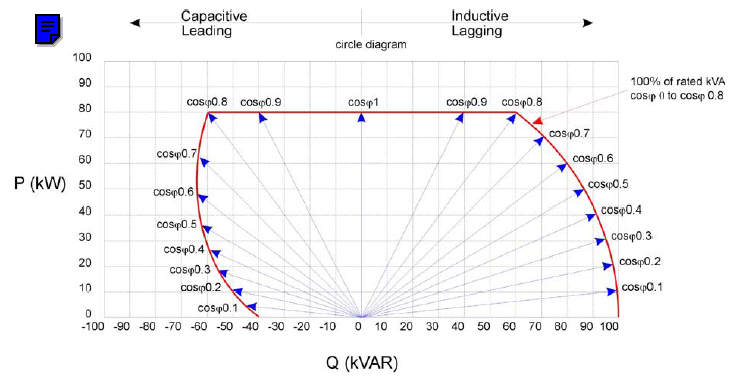 Capacitive
Leading
Inductive
Lagging
circle diagram
100% of rated kVA
cosφ 0 to cosφ 0.8
100
90
80
70
60
50
40
30
20
10
0
P (kW)
cosφ0.8 cosφ0.9 cosφ1 cosφ0.9 cosφ0.8
cosφ0.7
cosφ0.6
cosφ0.5
cosφ0.4
cosφ0.3
cosφ0.2
cosφ0.1
cosφ0.7
cosφ0.6
cosφ0.5
cosφ0.4
cosφ0.3
cosφ0.2
cosφ0.1
-100 -90 -80 -70 -60 -50 -40 -30 -20 -10 0 10 20 30 40 50 60 70 80 90 100
Q (kVAR)